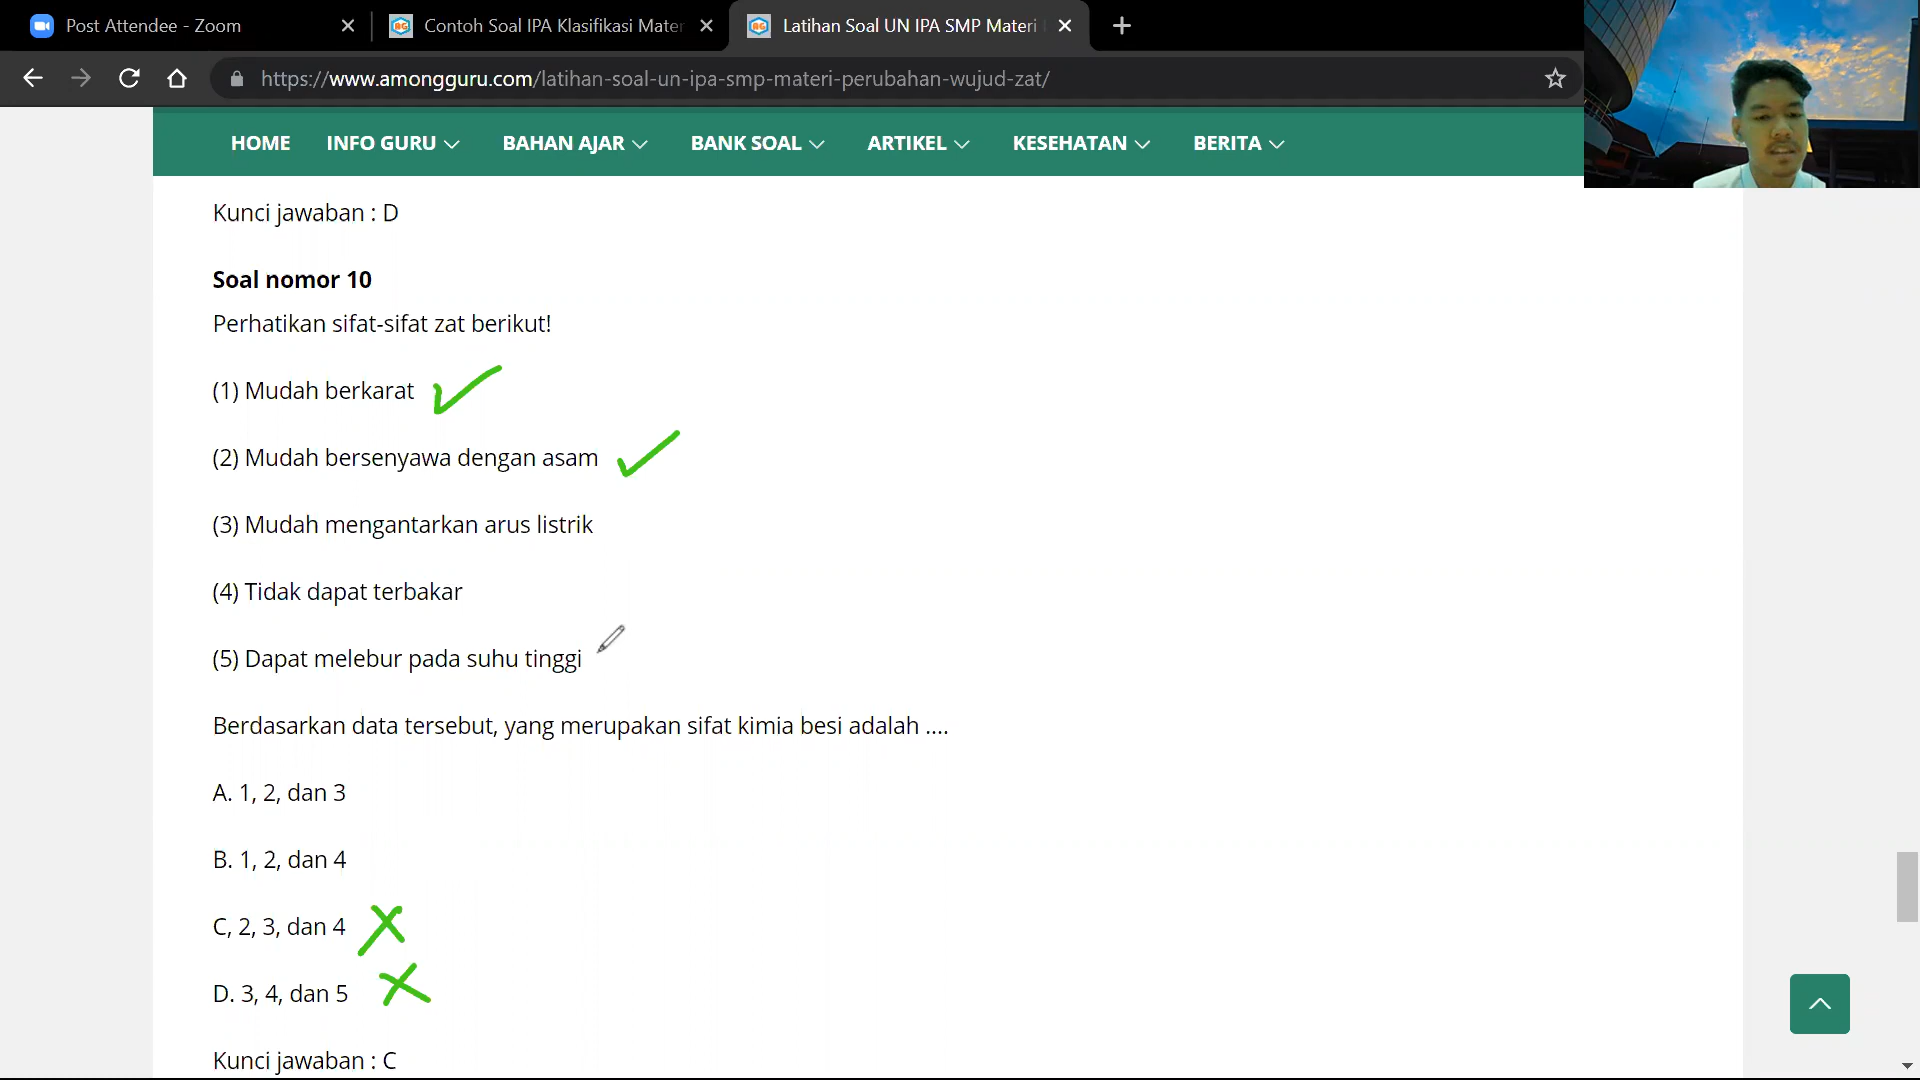 Post Attendee - Zoom
Contoh Soal IPA Klasifikasi Mater
Latihan Soal UN IPA SMP Materi
https://www.amongguru.com/latihan-soal-un-ipa-smp-materi-perubahan-wujud-zat/
HOME INFO GURU BAHAN AJAR BANK SOAL ARTIKEL KESEHATAN BERITA
Kunci jawaban : D
Soal nomor 10
Perhatikan sifat-sifat zat berikut!
(1) Mudah berkarat
(2) Mudah bersenyawa dengan asam
(3) Mudah mengantarkan arus listrik
(4) Tidak dapat terbakar
(5) Dapat melebur pada suhu tinggi
Berdasarkan data tersebut, yang merupakan sifat kimia besi adalah ....
A. 1, 2, dan 3
B. 1, 2, dan 4
C, 2, 3, dan 4
D. 3, 4, dan 5
Kunci jawaban : C